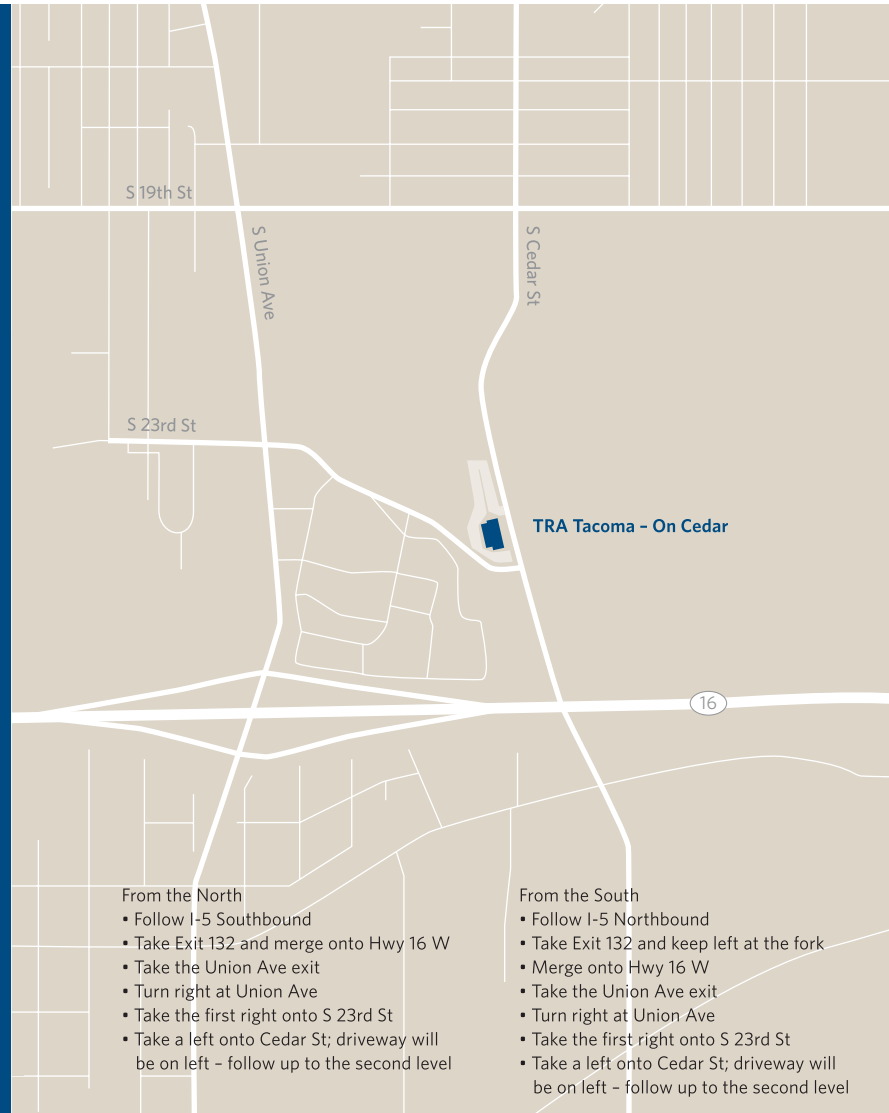 S 19th St
S Union Ave
S Cedar St
S 23rd St
TRA Tacoma – On Cedar
16
From the North
• Follow I-5 Southbound
• Take Exit 132 and merge onto Hwy 16 W
• Take the Union Ave exit
• Turn right at Union Ave
• Take the first right onto S 23rd St
• Take a left onto Cedar St; driveway will
be on left – follow up to the second level
From the South
• Follow I-5 Northbound
• Take Exit 132 and keep left at the fork
• Merge onto Hwy 16 W
• Take the Union Ave exit
• Turn right at Union Ave
• Take the first right onto S 23rd St
• Take a left onto Cedar St; driveway will
be on left – follow up to the second level